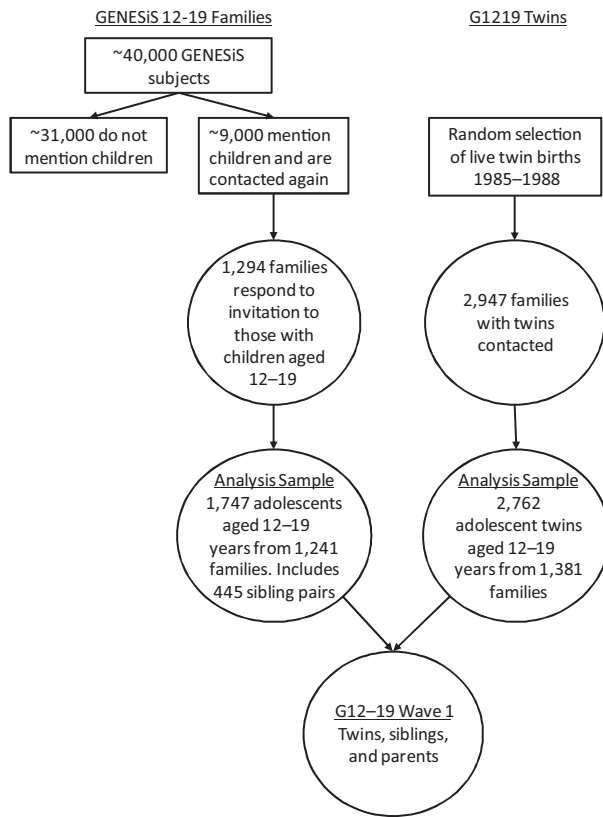 GENESiS 12-19 Families
~40,000 GENESiS
subjects
~31,000 do not
mention children
~9,000 mention
children and are
contacted again
1,294 families
respond to
invitation to
those with
children aged
12–19
Analysis Sample
1,747 adolescents
aged 12–19
years from 1,241
families. Includes
445 sibling pairs
G1219 Twins
Random selection
of live twin births
1985–1988
2,947 families
with twins
contacted
Analysis Sample
2,762
adolescent twins
aged 12–19
years from 1,381
families
G12–19 Wave 1
Twins, siblings,
and parents